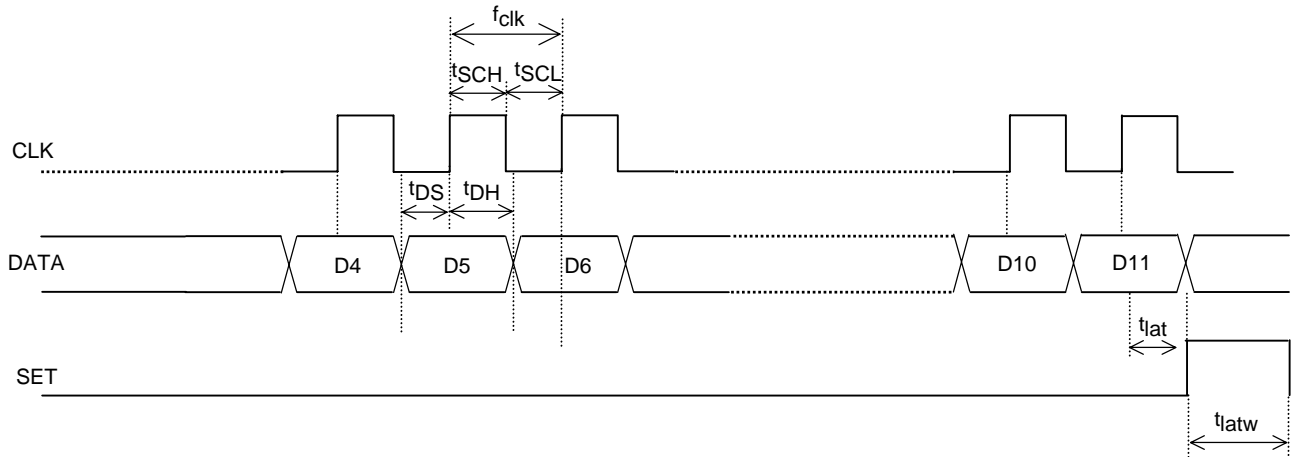 fclk
tSCH tSCL
CLK
tDS tDH
DATA D4 D5 D6 D10 D11
tlat
SET
tlatw